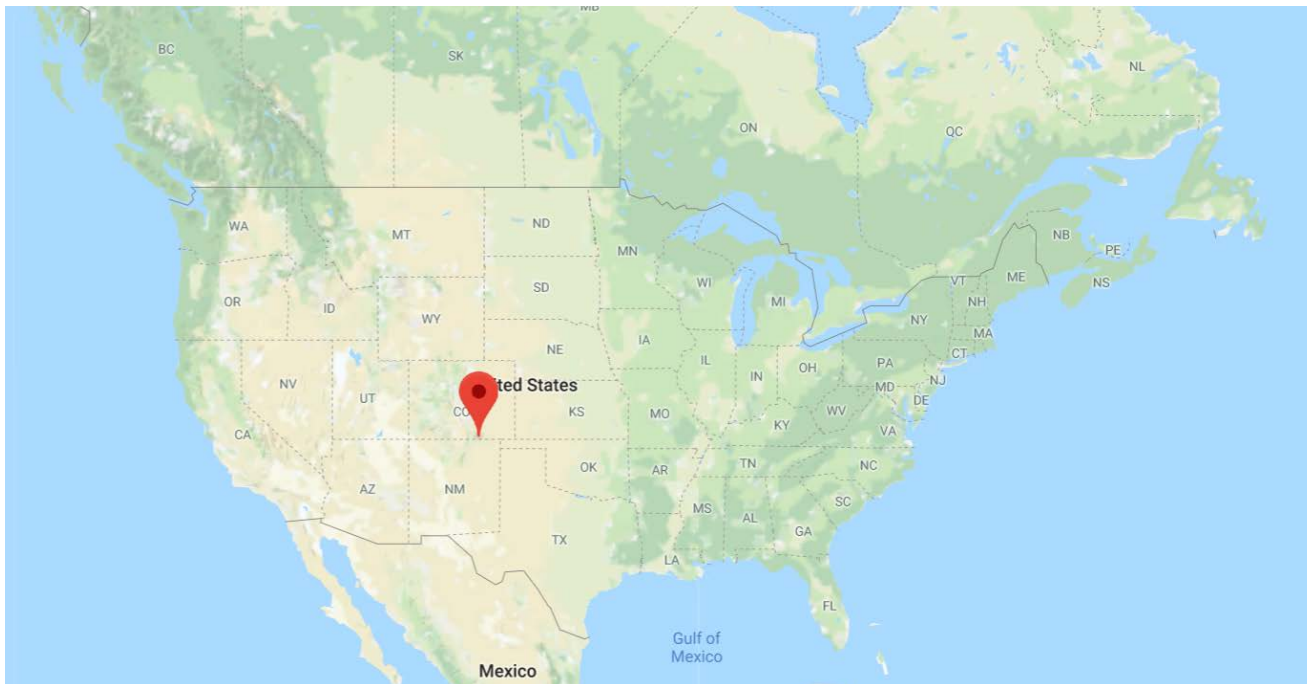 MB
BC
SK
NL
ON
QC
WA
MT
ND
MN
NB
PE
NS
ME
VT
NH
OR
ID
SD
WI
MI
NY
MA
CT
WY
IA
NE
IL
IN
OH
PA
NJ
MD
DE
NV
UT
CO
ited States
KS
MO
KY
WV
VA
CA
AZ
NM
OK
AR
TN
NC
SC
MS
AL
GA
TX
LA
FL
Gulf of
Mexico
Mexico